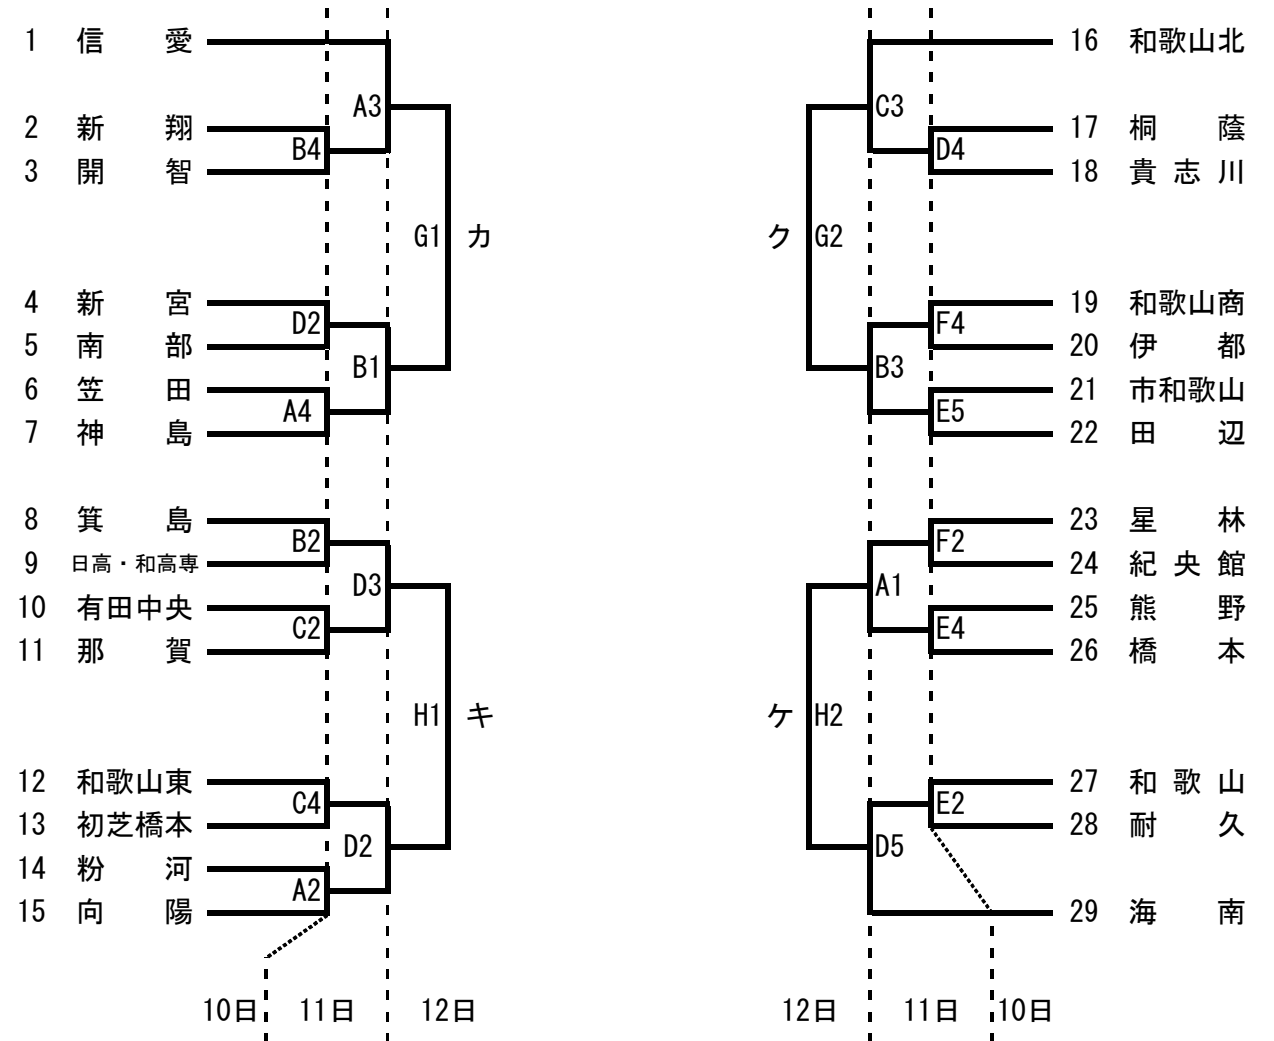 1 信愛
16 和歌山北
A3
C3
2 新翔
17 桐蔭
B4
D4
3 開智
18 貴志川
G1 カ
ク G2
4 新宮
19 和歌山商
D2
F4
5 南部
20 伊都
B1
B3
6 笠田
21 市和歌山
A4
E5
7 神島
22 田辺
8 箕島
23 星林
B2
F2
9 日高・和高専
24 紀央館
D3
A1
10 有田中央
25 熊野
C2
E4
11 那賀
26 橋本
H1 キ
ケ H2
12 和歌山東
27 和歌山
C4
E2
13 初芝橋本
28 耐久
D2
D5
14 粉河
A2
15 向陽
29 海南
10日 11日 12日
12日 11日 10日